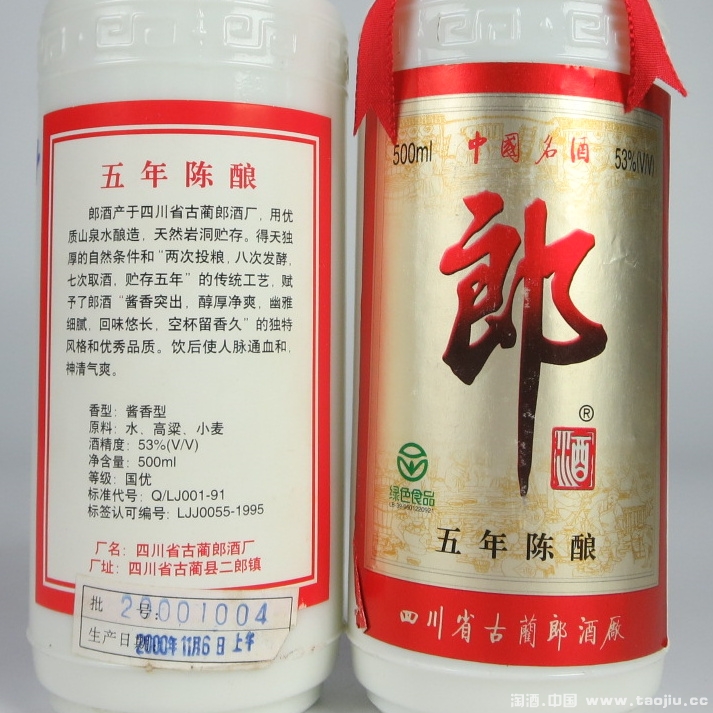 五年陈酿
郎酒产于四川省古蔺郎酒厂，用优
质山泉水酿造，天然岩洞贮存。得天独
厚的自然条件和“两次投粮，八次发酵，
七次取酒，贮存五年”的传统工艺，赋
予了郎酒“酱香突出，醇厚净爽，幽雅
细腻，回味悠长，空杯留香久”的独特
风格和优秀品质。饮后使人脉通血和，
神清气爽。
香型：酱香型
原料：水、高粱、小麦
酒精度：53%(V/V)
净含量：500ml
等级：国优
标准代号：Q/LJ001-91
标签认可编号：LJJ0055-1995
厂名：四川省古蔺郎酒厂
厂址：四川省古蔺县二郎镇
批号：20001004
生产日期 2000年11月6日上午
500ml 中國名酒 53%(V/V)
郎
®
酒
绿色食品
五年陈酿
四川省古藺郎酒廠
淘酒.中国 www.taojiu.cc